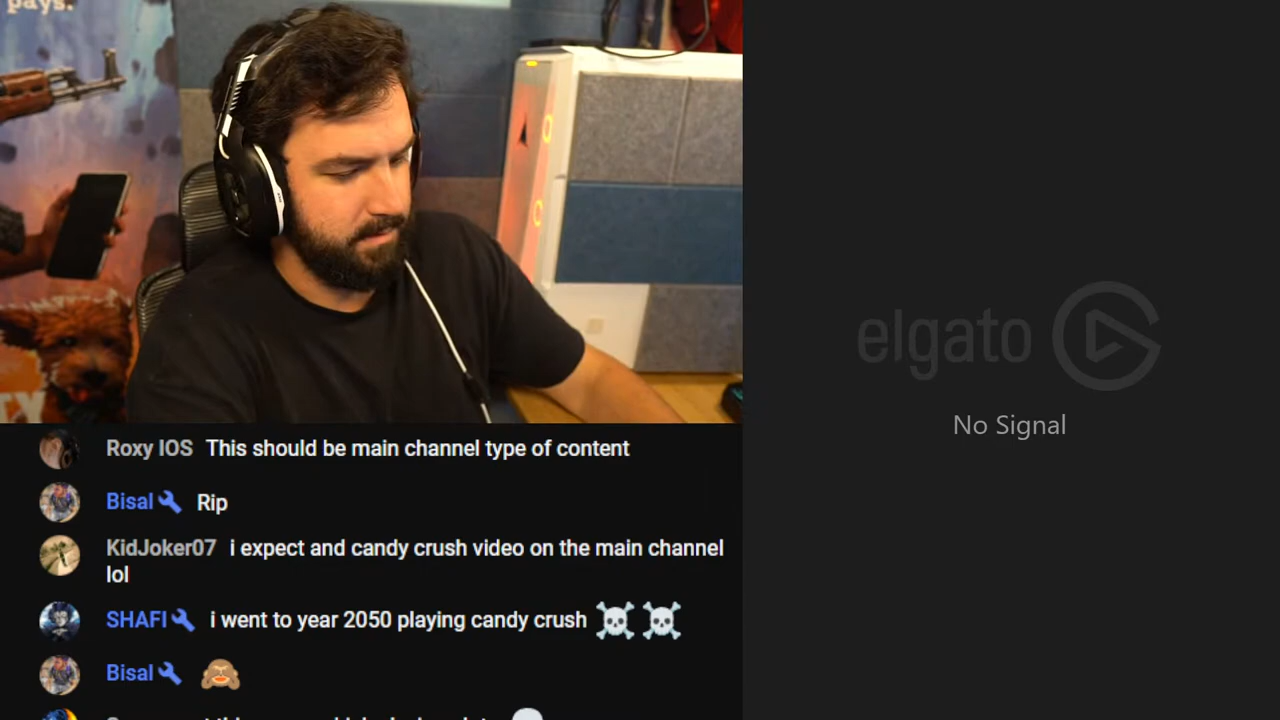 pays.
TY
elgato
No Signal
Roxy IOS This should be main channel type of content
Bisal Rip
KidJoker07 i expect and candy crush video on the main channel
lol
SHAFI i went to year 2050 playing candy crush
Bisal